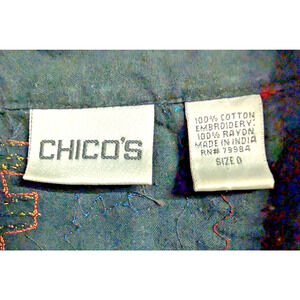 CHICO'S
100% COTTON
EMBROIDERY:
100% RAYON
MADE IN INDIA
RN# 79984
SIZE 0